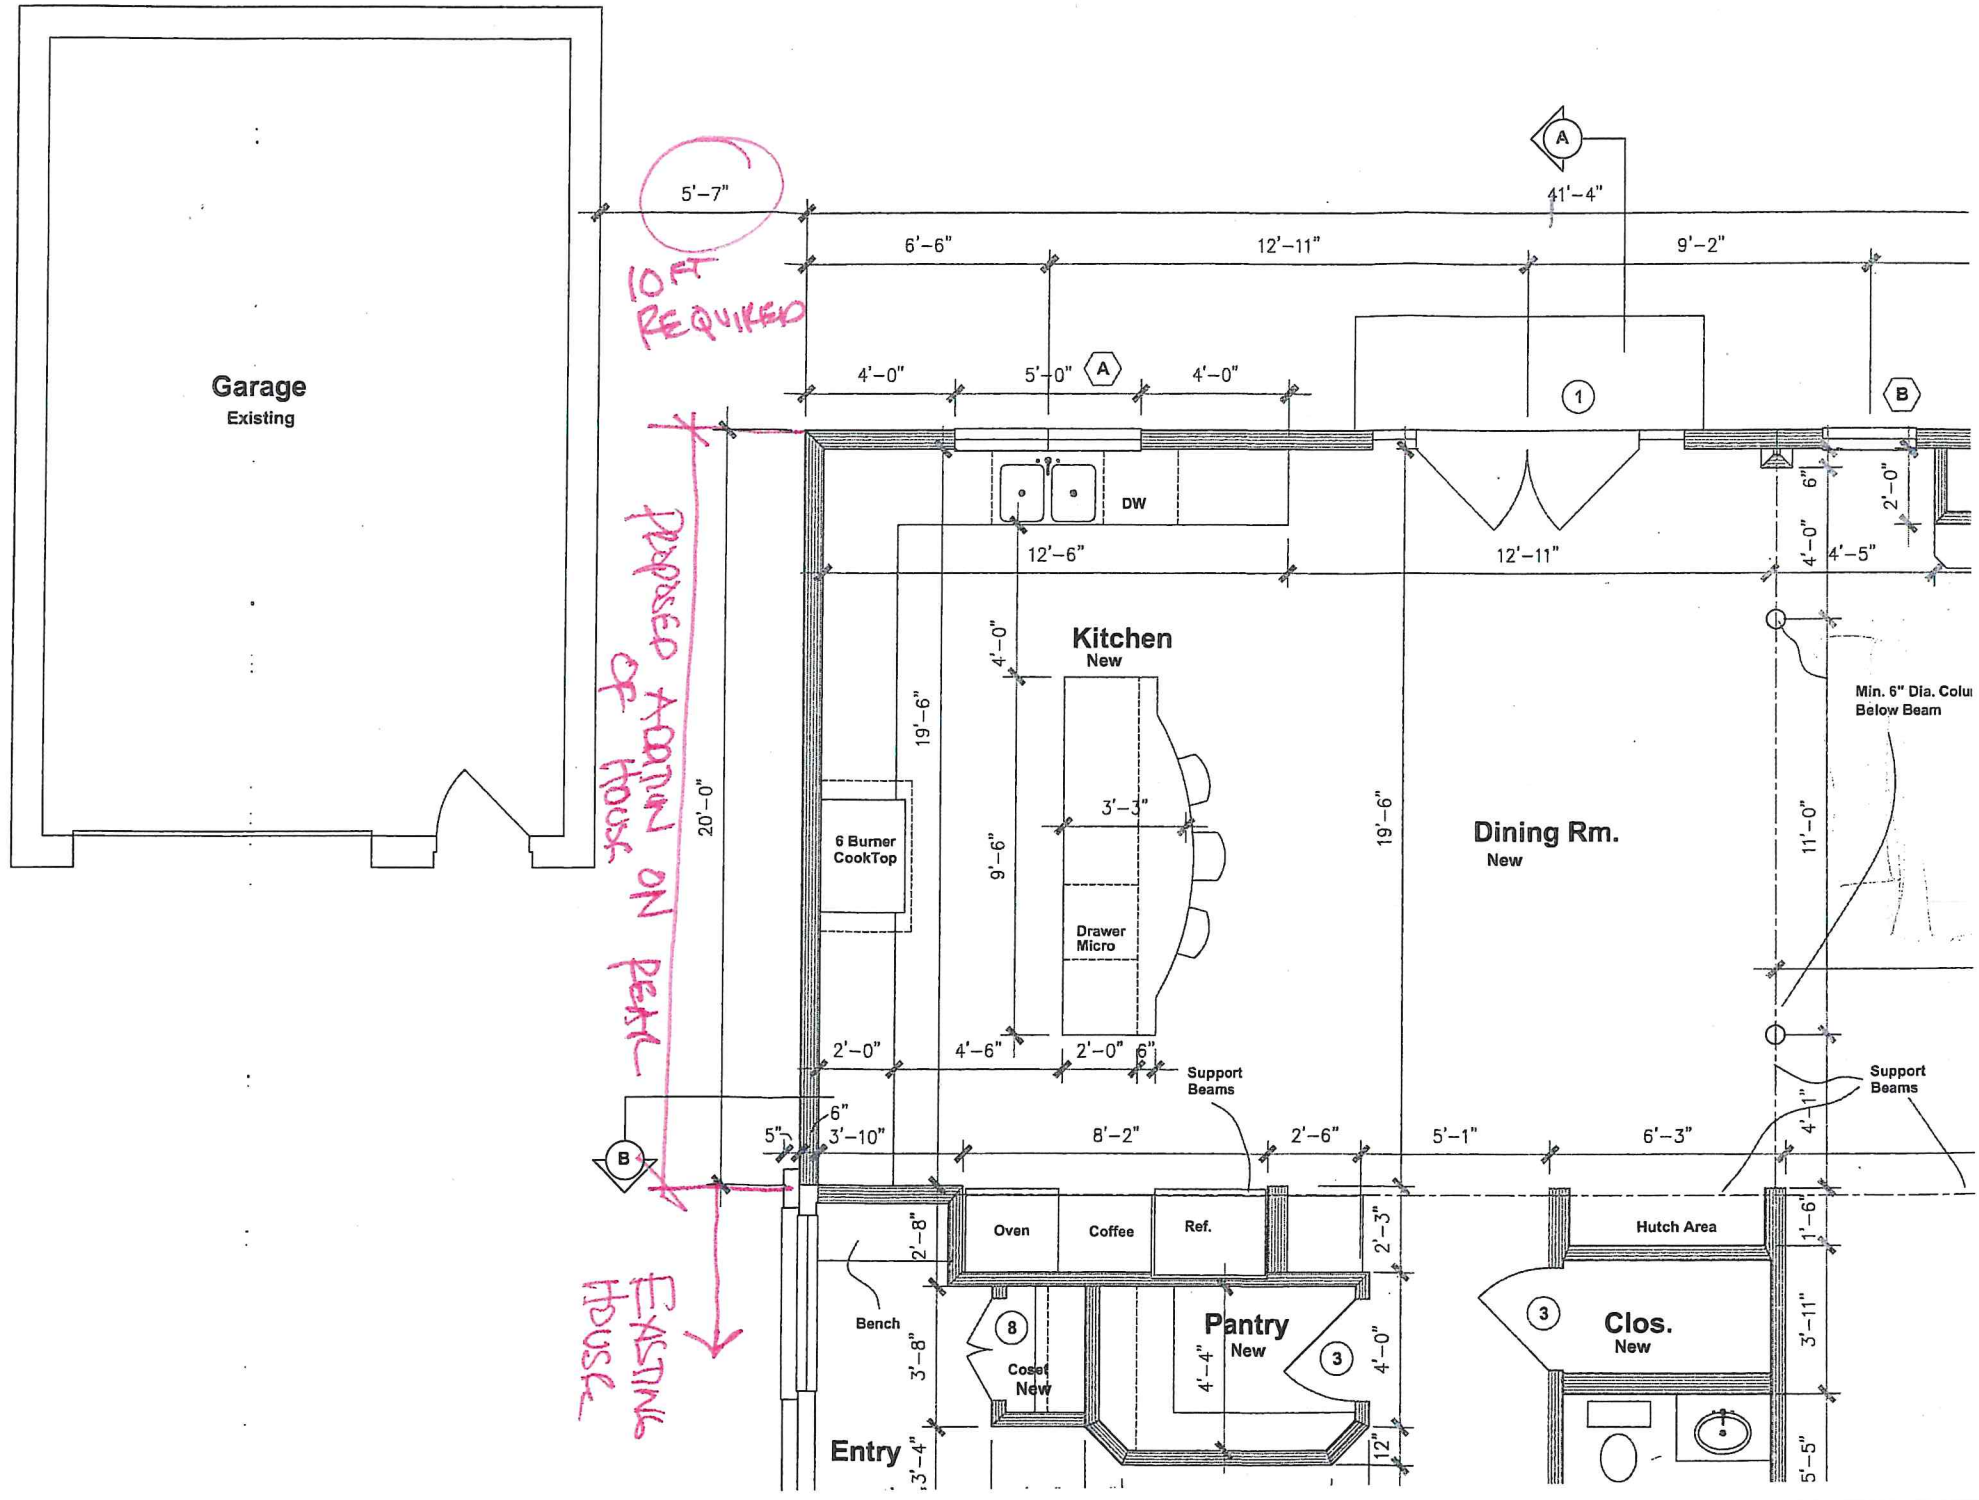 A
5'-7"
41'-4"
6'-6"
12'-11"
9'-2"
10 FT
REQUIRED
Garage
Existing
4'-0"
5'-0"
A
4'-0"
1
B
DW
6"
2'-0"
12'-6"
12'-11"
4'-0"
4'-5"
PROPOSED ADDITION ON REAR
OF HOUSE
Kitchen
New
4'-0"
19'-6"
Min. 6" Dia. Colu
Below Beam
20'-0"
3'-3"
6 Burner
CookTop
9'-6"
19'-6"
Dining Rm.
New
11'-0"
Drawer
Micro
2'-0"
4'-6"
2'-0"
6"
Support
Beams
Support
Beams
B
5"
6"
3'-10"
8'-2"
2'-6"
5'-1"
6'-3"
4'-1"
2'-8"
Oven
Coffee
Ref.
2'-3"
Hutch Area
1'-6"
EXISTING
HOUSE
Bench
8
Coset
New
3'-8"
Pantry
New
4'-4"
3
4'-0"
3
Clos.
New
3'-11"
Entry
3'-4"
12"
5'-5"